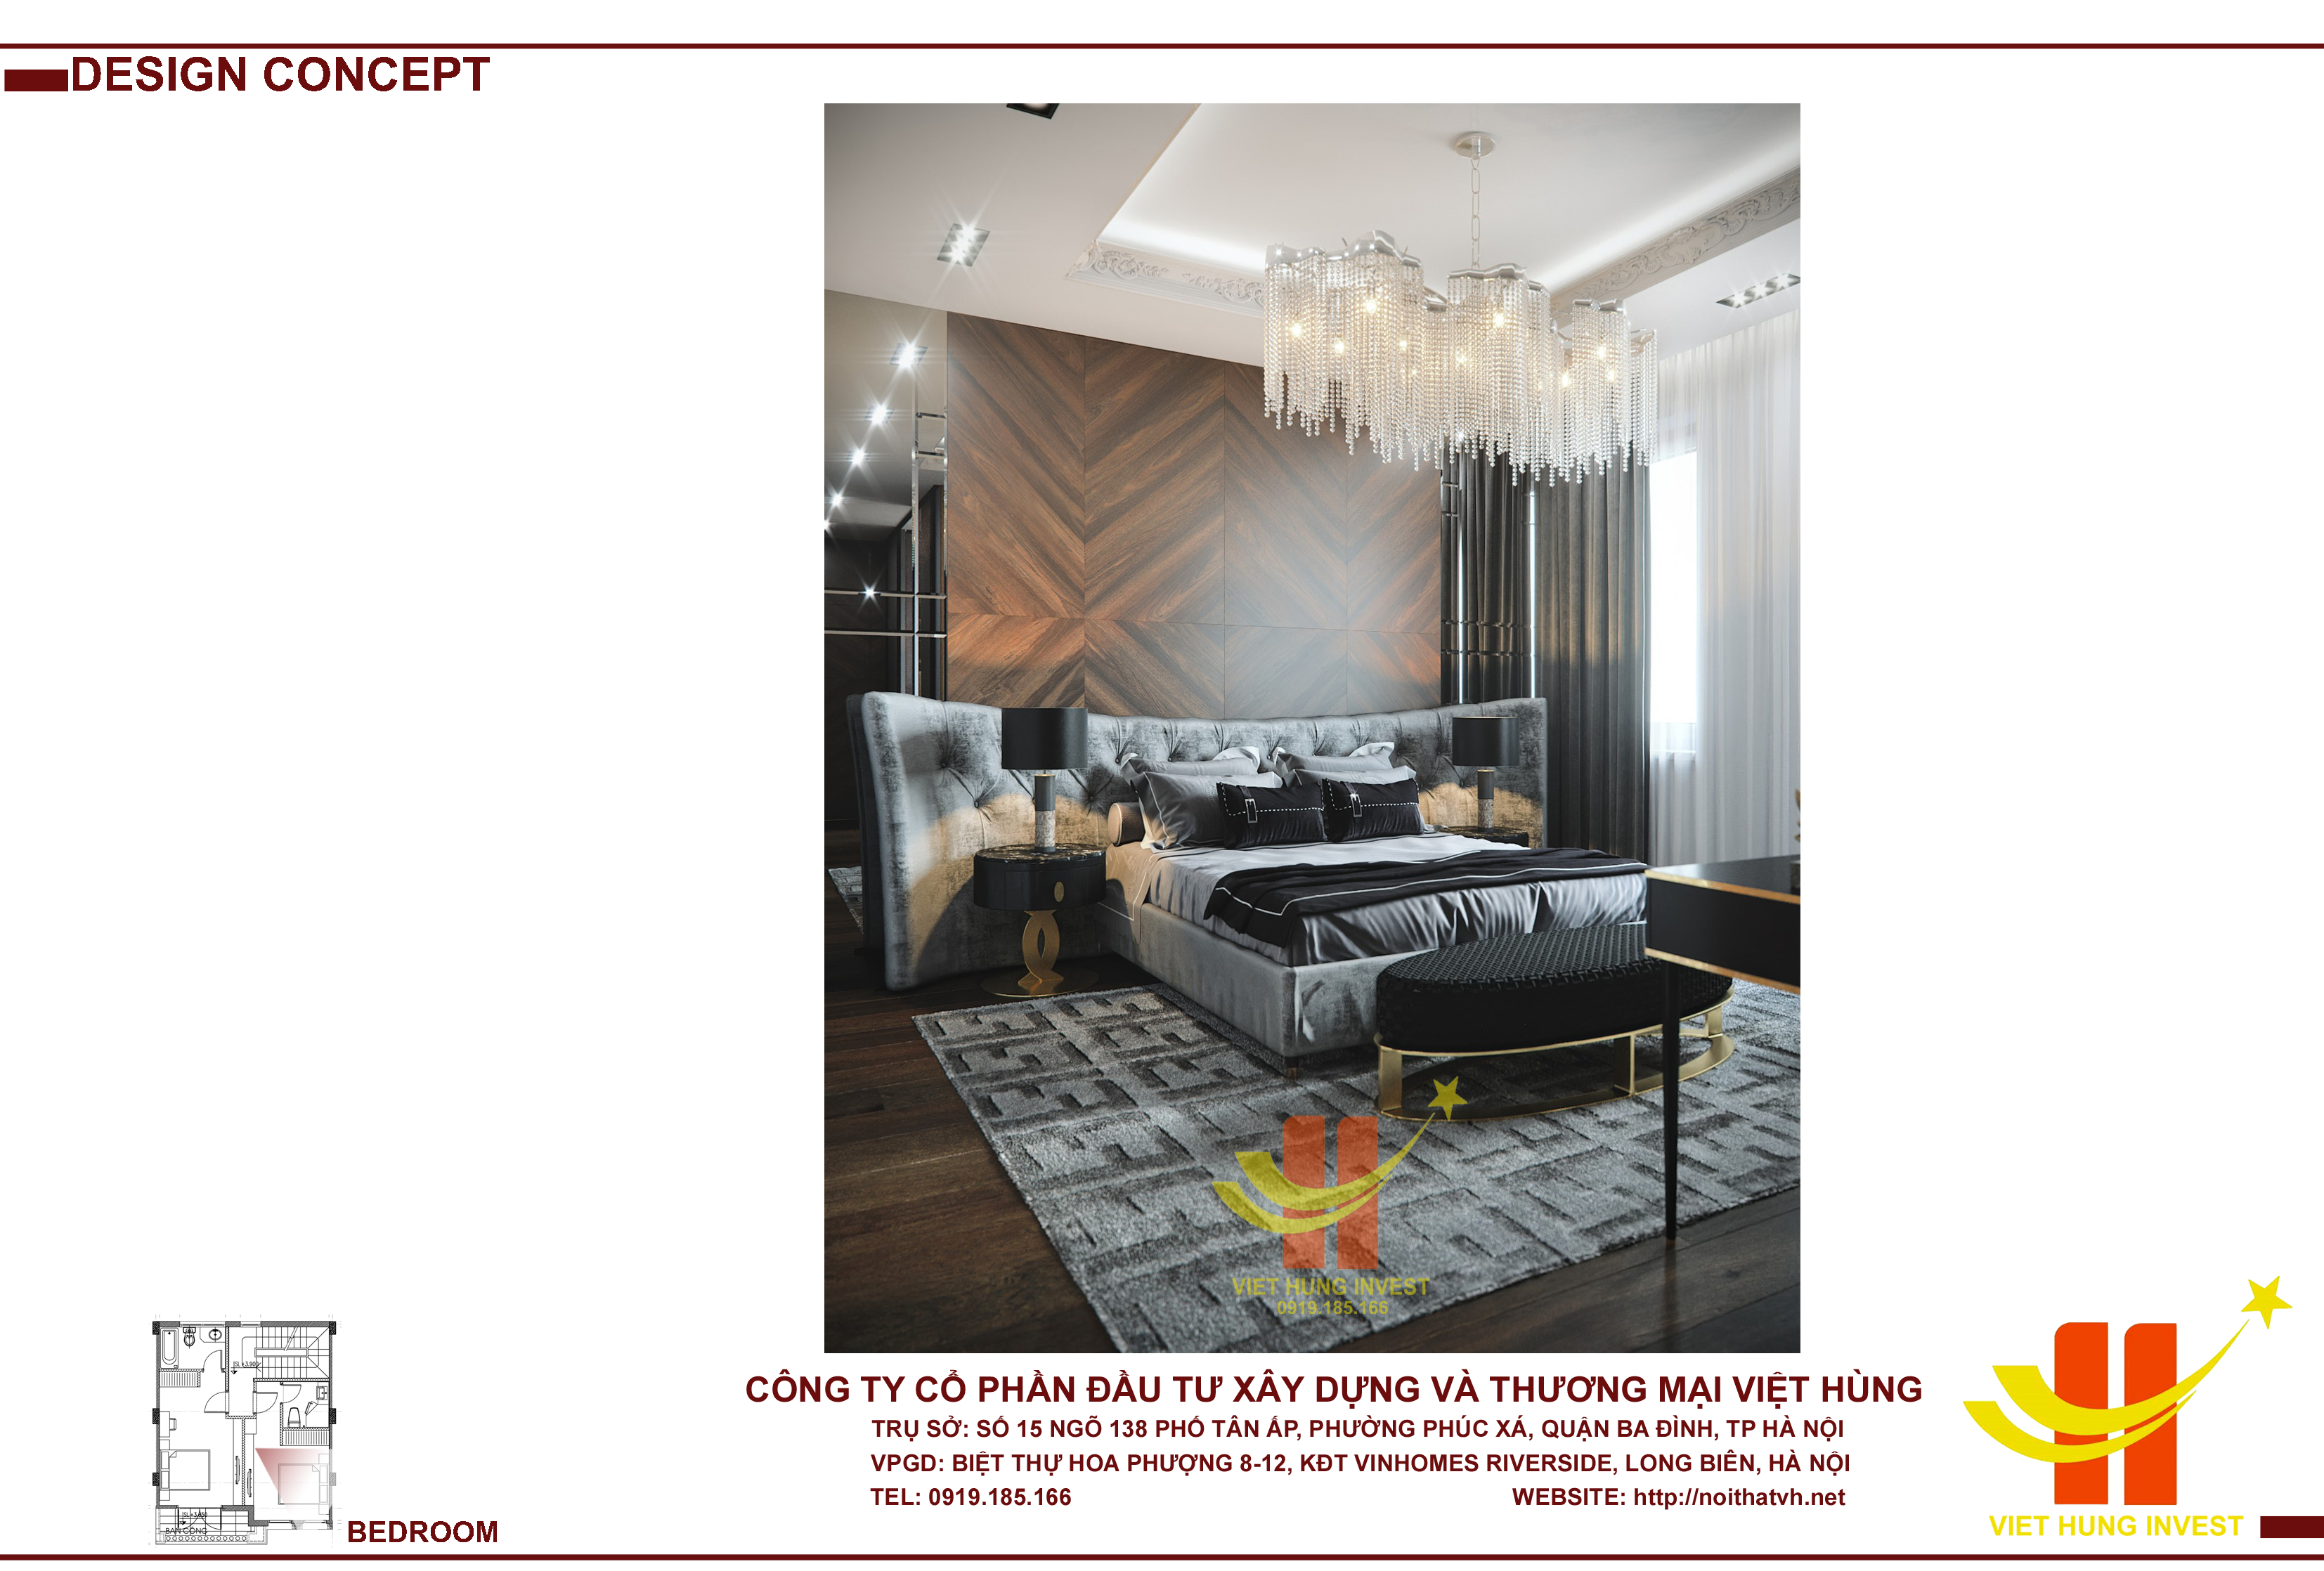 DESIGN CONCEPT
VIET HUNG INVEST
0919.185.166
BAN CONG
BEDROOM
CÔNG TY CỔ PHẦN ĐẦU TƯ XÂY DỰNG VÀ THƯƠNG MẠI VIỆT HÙNG
TRỤ SỞ: SỐ 15 NGÕ 138 PHỐ TÂN ẤP, PHƯỜNG PHÚC XÁ, QUẬN BA ĐÌNH, TP HÀ NỘI
VPGD: BIỆT THỰ HOA PHƯỢNG 8-12, KĐT VINHOMES RIVERSIDE, LONG BIÊN, HÀ NỘI
TEL: 0919.185.166 WEBSITE: http://noithatvh.net
VIET HUNG INVEST